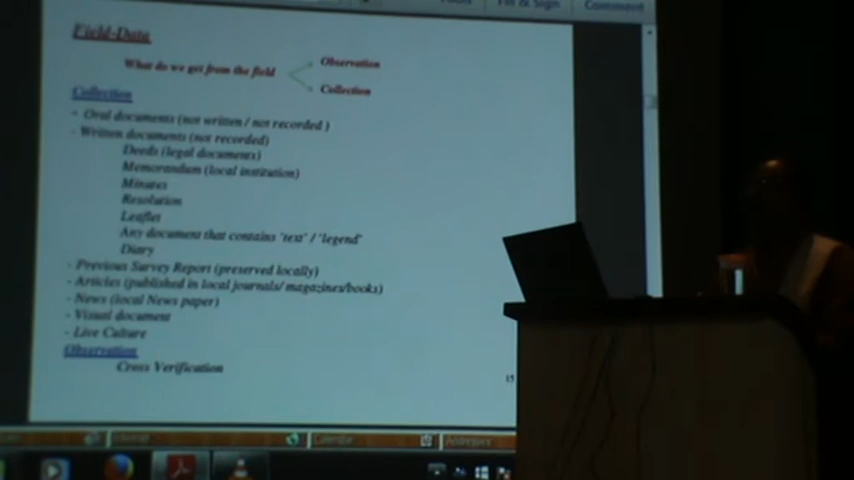 Fill & Sign Comment
Field-Data
What do we get from the field
Observation
Collection
Collection
- Oral documents (not written / not recorded )
- Written documents (not recorded)
Deeds (legal documents)
Memorandum (local institution)
Minutes
Resolution
Leaflet
Any document that contains "text" / "legend"
Diary
- Previous Survey Report (preserved locally)
- Articles (published in local journals/ magazines/books)
- News (local News paper)
- Visual document
- Live Culture
Observation
Cross Verification
15